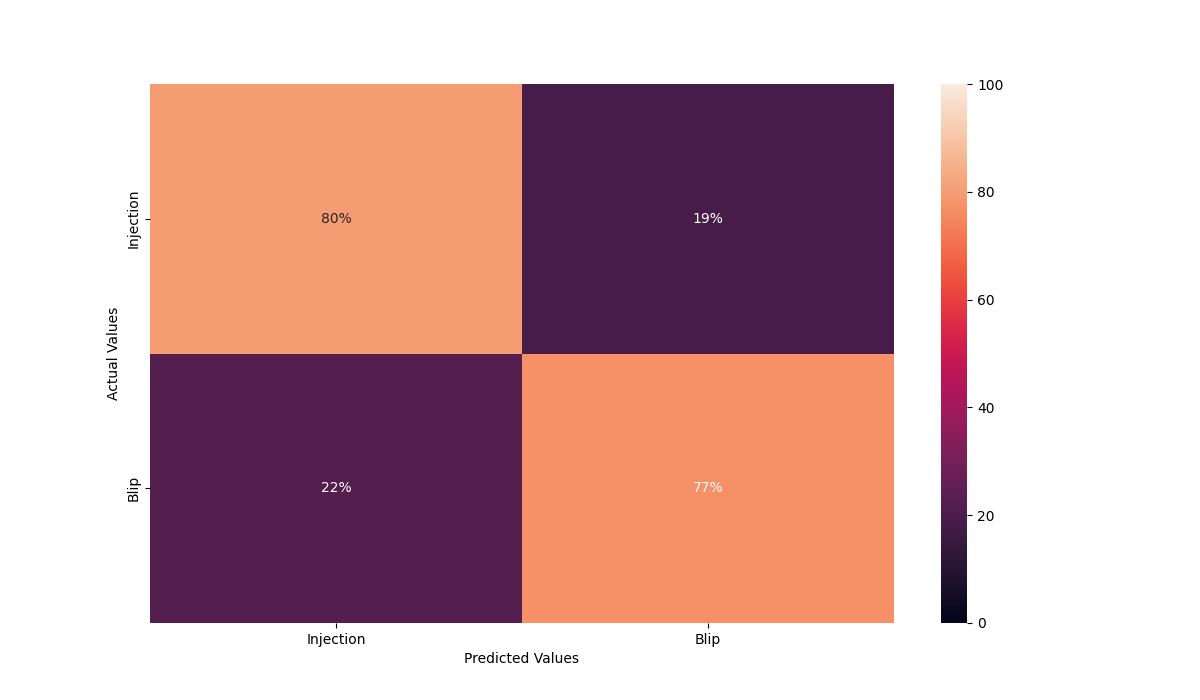 Actual Values
Injection
Blip
80%
19%
22%
77%
Injection
Blip
Predicted Values
100
80
60
40
20
0